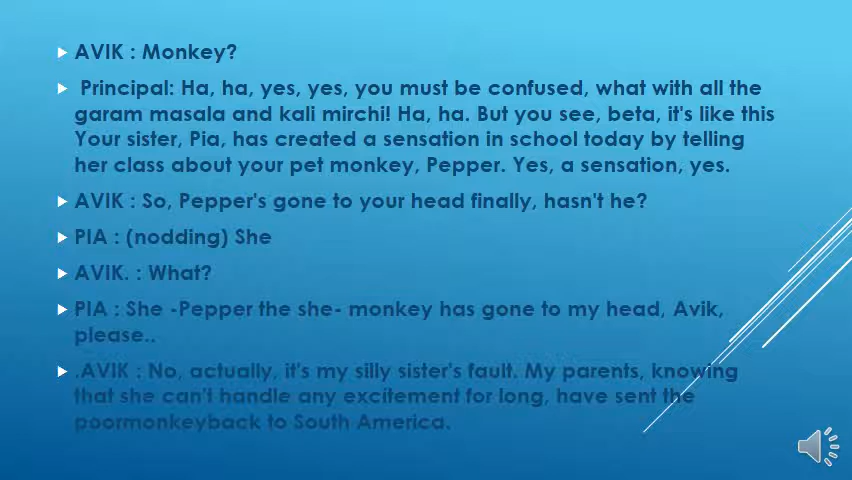 AVIK : Monkey?
Principal: Ha, ha, yes, yes, you must be confused, what with all the
garam masala and kali mirchi! Ha, ha. But you see, beta, it's like this
Your sister, Pia, has created a sensation in school today by telling
her class about your pet monkey, Pepper. Yes, a sensation, yes.
AVIK : So, Pepper's gone to your head finally, hasn't he?
PIA : (nodding) She
AVIK. : What?
PIA : She -Pepper the she- monkey has gone to my head, Avik,
please..
.AVIK : No, actually, it's my silly sister's fault. My parents, knowing
that she can't handle any excitement for long, have sent the
poormonkeyback to South America.